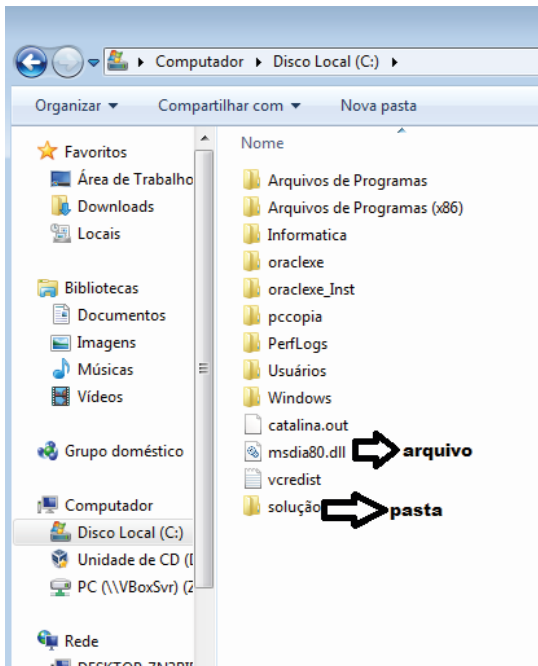 Computador Disco Local (C:)
Organizar Compartilhar com Nova pasta
Favoritos
Área de Trabalho
Downloads
Locais
Bibliotecas
Documentos
Imagens
Músicas
Vídeos
Grupo doméstico
Computador
Disco Local (C:)
Unidade de CD (
PC (\\VBoxSvr) (Z
Rede
Nome
Arquivos de Programas
Arquivos de Programas (x86)
Informatica
oraclexe
oraclexe_Inst
pccopia
PerfLogs
Usuários
Windows
catalina.out
msdia80.dll arquivo
vcredist
solução pasta